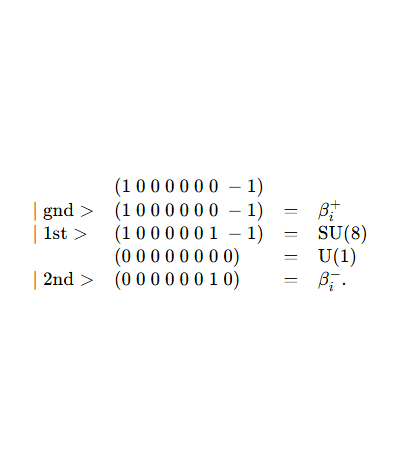 (1 0 0 0 0 0 0 − 1)
| gnd > (1 0 0 0 0 0 0 − 1) = β_i^+
| 1st > (1 0 0 0 0 0 1 − 1) = SU(8)
(0 0 0 0 0 0 0 0) = U(1)
| 2nd > (0 0 0 0 0 0 1 0) = β_i^-.